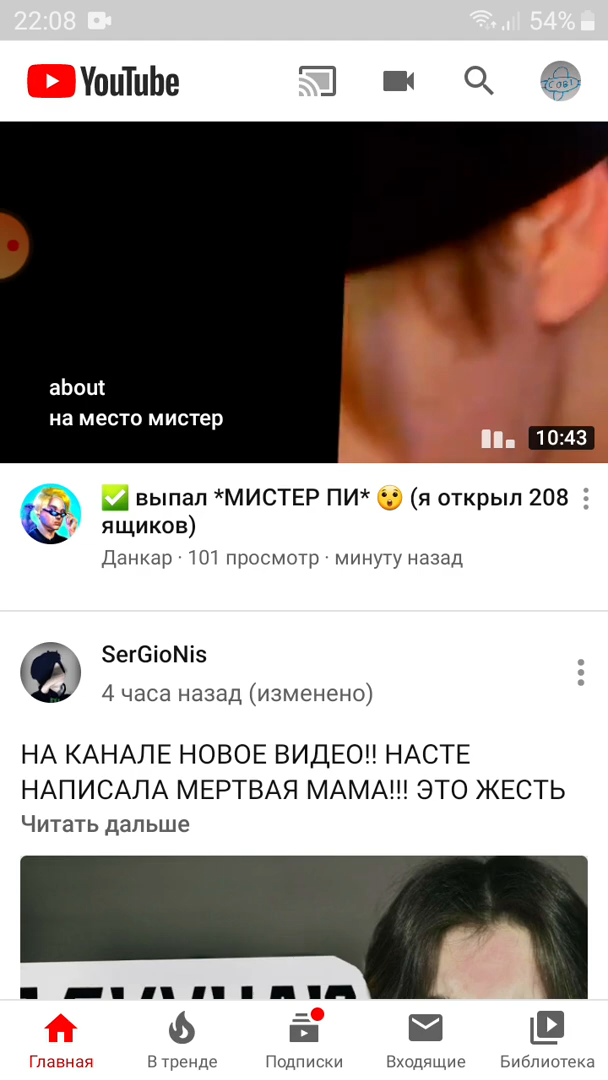 22:08 54%
YouTube
СОВІ
about
на место мистер
10:43
✅ выпал *МИСТЕР ПИ* 😲 (я открыл 208
ящиков)
Данкар · 101 просмотр · минуту назад
SerGioNis
4 часа назад (изменено)
НА КАНАЛЕ НОВОЕ ВИДЕО!! НАСТЕ
НАПИСАЛА МЕРТВАЯ МАМА!!! ЭТО ЖЕСТЬ
Читать дальше
Главная В тренде Подписки Входящие Библиотека